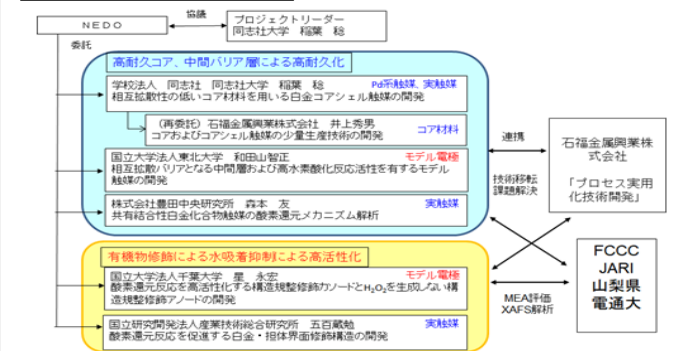 NEDO
協議
プロジェクトリーダー
同志社大学 稲葉 稔
委託
高耐久コア、中間バリア層による高耐久化
学校法人 同志社 同志社大学 稲葉 稔
Pd系触媒、実触媒
相互拡散性の低いコア材料を用いる白金コアシェル触媒の開発
(再委託) 石福金属興業株式会社 井上秀男
コアおよびコアシェル触媒の少量生産技術の開発
コア材料
国立大学法人東北大学 和田山智正
モデル電極
相互拡散バリアとなる中間層および高水素酸化反応活性を有するモデル
触媒の開発
株式会社豊田中央研究所 森本 友
実触媒
共有結合性白金化合物触媒の酸素還元メカニズム解析
連携
技術移転
課題解決
石福金属興業株
式会社
「プロセス実用
化技術開発」
有機物修飾による水吸着抑制による高活性化
国立大学法人千葉大学 星 永宏
モデル電極
酸素還元反応を高活性化する構造規整修飾カソードとH₂O₂を生成しない構
造規整修飾アノードの開発
国立研究開発法人産業技術総合研究所 五百蔵勉
実触媒
酸素還元反応を促進する白金・担体界面修飾構造の開発
MEA評価
XAFS解析
FCCC
JARI
山梨県
電通大